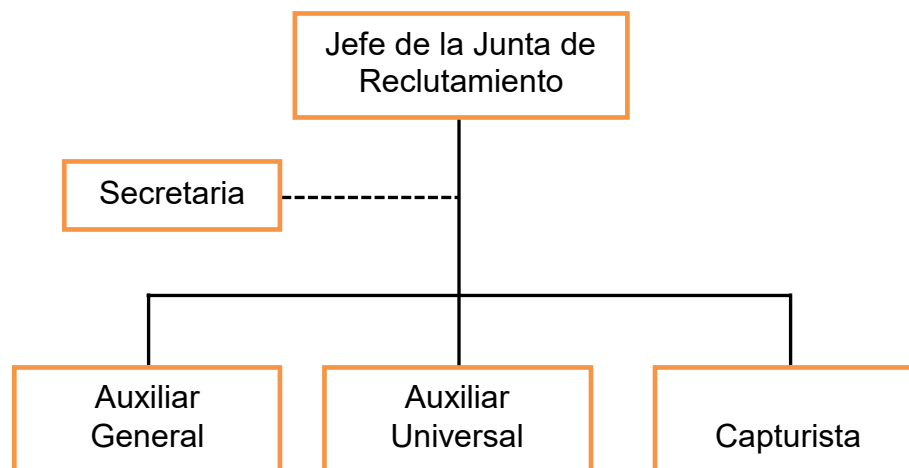 Jefe de la Junta de
Reclutamiento
Secretaria
Auxiliar
General
Auxiliar
Universal
Capturista